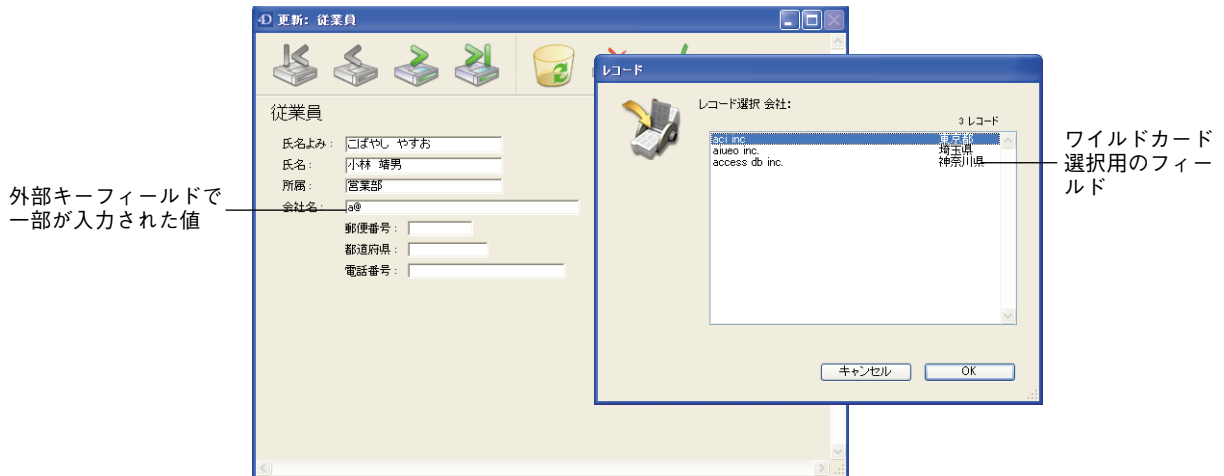 更新: 従業員
従業員
氏名よみ: こばやし やすお
氏名: 小林 靖男
所属: 営業部
会社名: a@
郵便番号:
都道府県:
電話番号:
外部キーフィールドで
一部が入力された値
レコード
レコード選択 会社:
3 レコード
aci inc 東京都
aiueo inc. 埼玉県
access db inc. 神奈川県
キャンセル OK
ワイルドカード
選択用のフィー
ルド